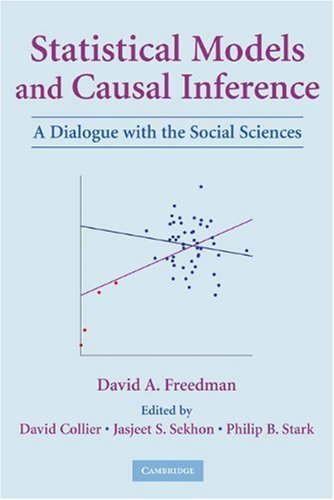 Statistical Models
and Causal Inference
A Dialogue with the Social Sciences
David A. Freedman
Edited by
David Collier • Jasjeet S. Sekhon • Philip B. Stark
CAMBRIDGE